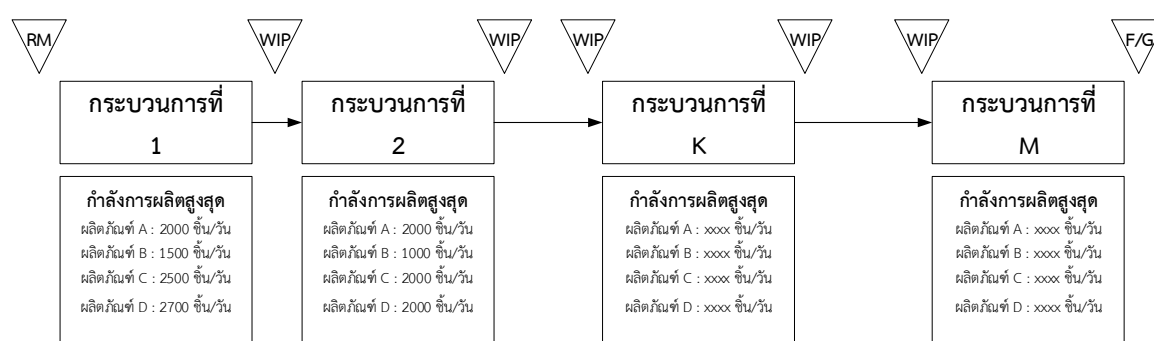 RM
WIP
WIP
WIP
WIP
WIP
F/G
กระบวนการที่
1
กระบวนการที่
2
กระบวนการที่
K
กระบวนการที่
M
กำลังการผลิตสูงสุด
ผลิตภัณฑ์ A : 2000 ชิ้น/วัน
ผลิตภัณฑ์ B : 1500 ชิ้น/วัน
ผลิตภัณฑ์ C : 2500 ชิ้น/วัน
ผลิตภัณฑ์ D : 2700 ชิ้น/วัน
กำลังการผลิตสูงสุด
ผลิตภัณฑ์ A : 2000 ชิ้น/วัน
ผลิตภัณฑ์ B : 1000 ชิ้น/วัน
ผลิตภัณฑ์ C : 2000 ชิ้น/วัน
ผลิตภัณฑ์ D : 2000 ชิ้น/วัน
กำลังการผลิตสูงสุด
ผลิตภัณฑ์ A : xxxx ชิ้น/วัน
ผลิตภัณฑ์ B : xxxx ชิ้น/วัน
ผลิตภัณฑ์ C : xxxx ชิ้น/วัน
ผลิตภัณฑ์ D : xxxx ชิ้น/วัน
กำลังการผลิตสูงสุด
ผลิตภัณฑ์ A : xxxx ชิ้น/วัน
ผลิตภัณฑ์ B : xxxx ชิ้น/วัน
ผลิตภัณฑ์ C : xxxx ชิ้น/วัน
ผลิตภัณฑ์ D : xxxx ชิ้น/วัน